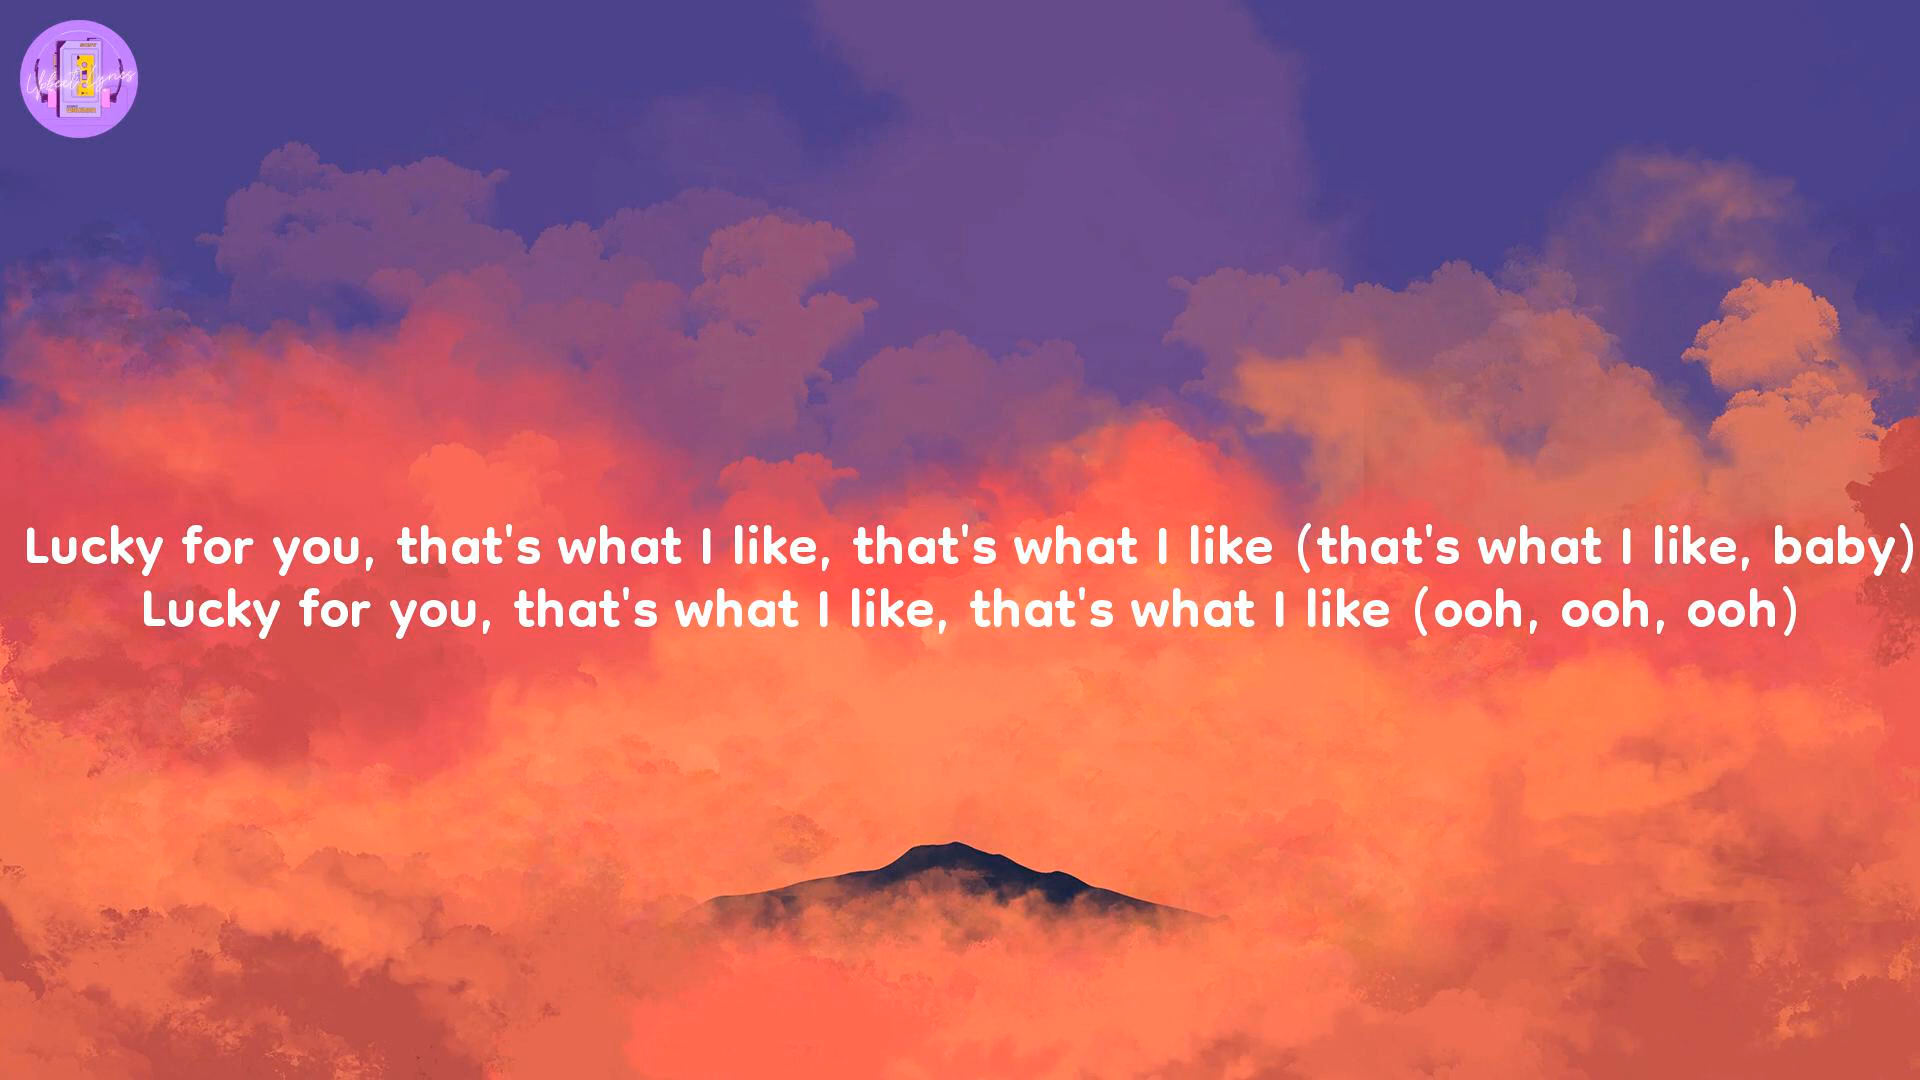 Lucky for you, that's what I like, that's what I like (that's what I like, baby)
Lucky for you, that's what I like, that's what I like (ooh, ooh, ooh)